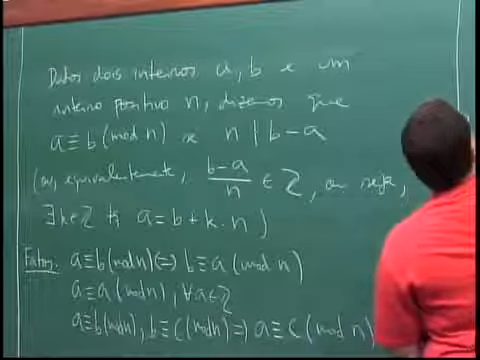 Dados dois inteiros a, b e um
inteiro positivo n, dizemos que
a ≡ b (mod n) se n | b - a
(ou, equivalentemente, (b-a)/n ∈ ℤ, ou seja,
∃ k ∈ ℤ tq a = b + k · n)
Fatos: a ≡ b (mod n) (=> b ≡ a (mod n)
a ≡ a (mod n), ∀ a ∈ ℤ
a ≡ b (mod n), b ≡ c (mod n) => a ≡ c (mod n)